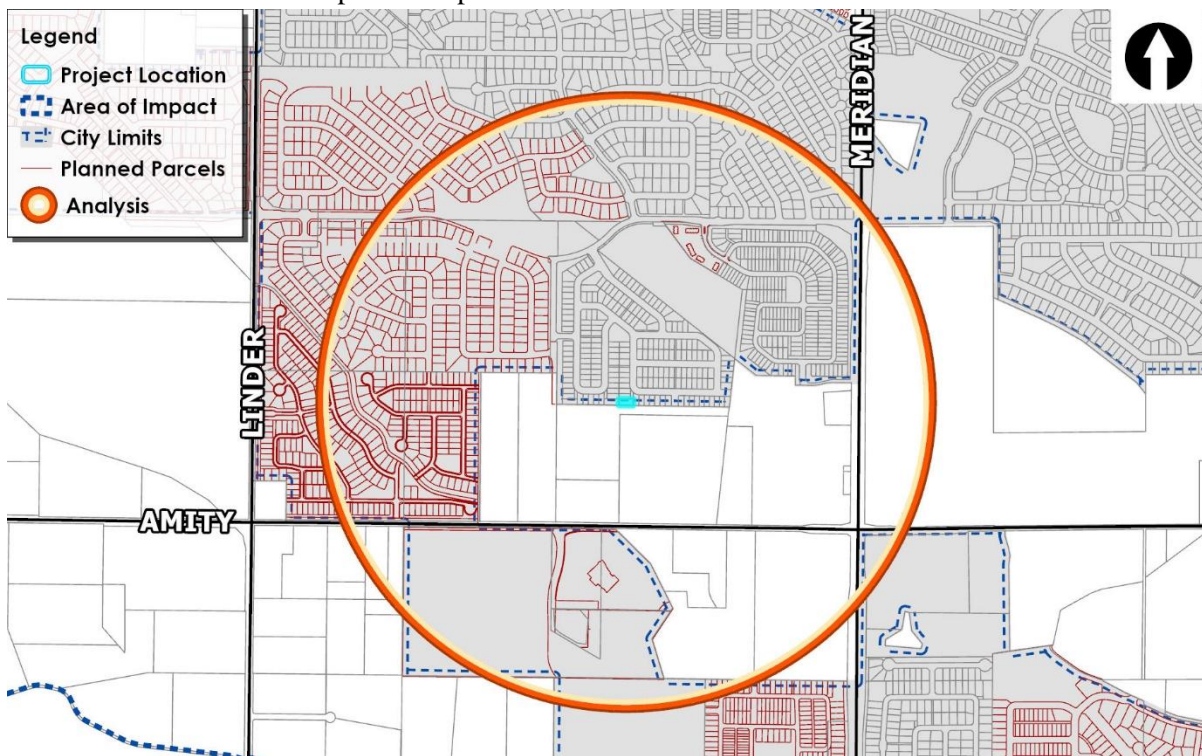 Legend
Project Location
Area of Impact
City Limits
Planned Parcels
Analysis
MERIDIAN
LINDER
AMITY